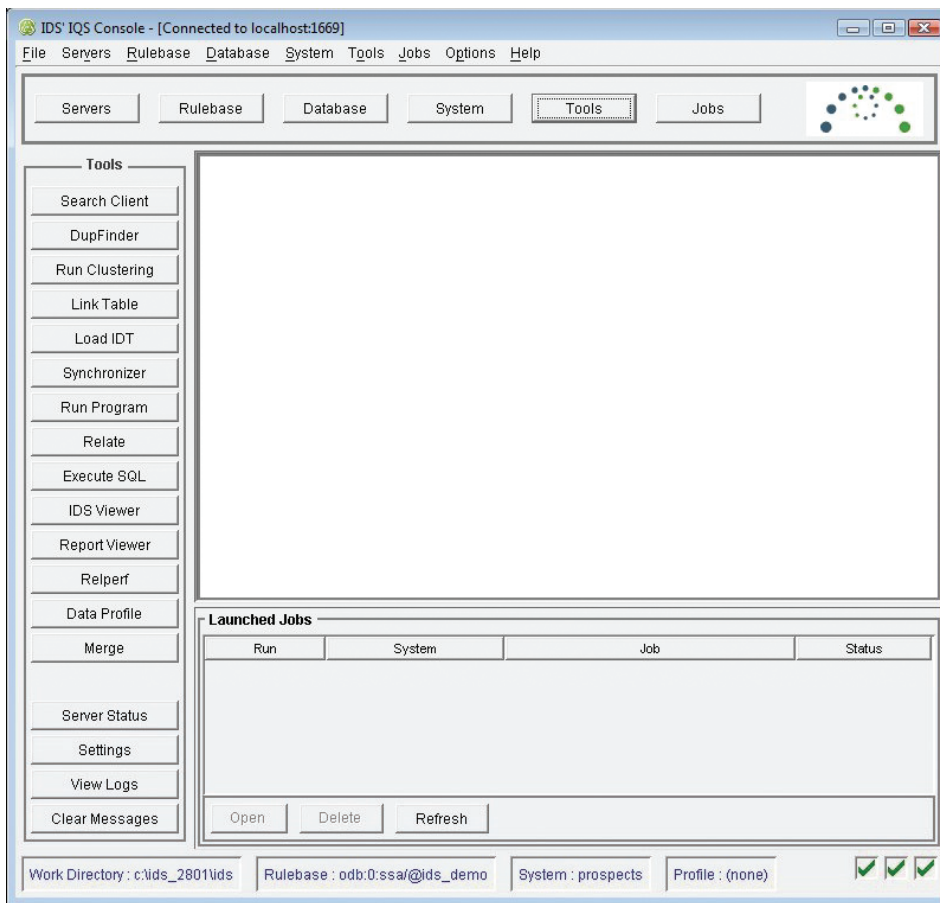 IDS' IQS Console - [Connected to localhost:1669]
File Servers Rulebase Database System Tools Jobs Options Help
Servers Rulebase Database System Tools Jobs
Tools
Search Client
DupFinder
Run Clustering
Link Table
Load IDT
Synchronizer
Run Program
Relate
Execute SQL
IDS Viewer
Report Viewer
Relperf
Data Profile
Merge
Server Status
Settings
View Logs
Clear Messages
Launched Jobs
Run System Job Status
Open Delete Refresh
Work Directory : c:\ids_2801\ids Rulebase : odb:0:ssa/@ids_demo System : prospects Profile : (none)